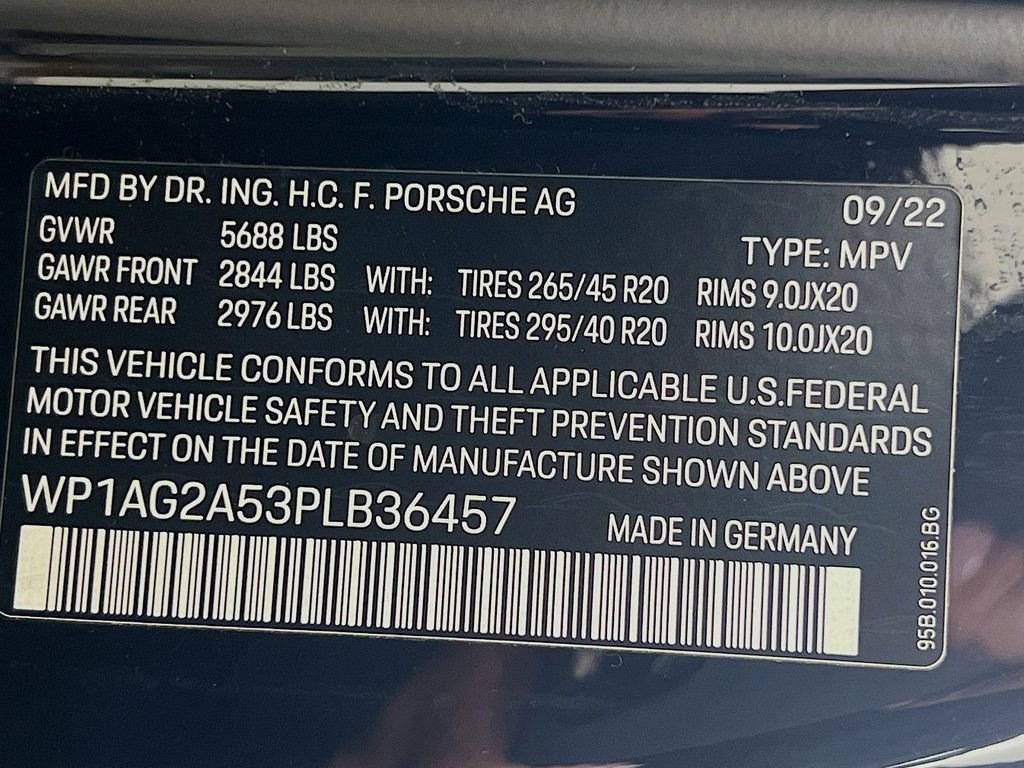 MFD BY DR. ING. H.C. F. PORSCHE AG 09/22
GVWR 5688 LBS TYPE: MPV
GAWR FRONT 2844 LBS WITH: TIRES 265/45 R20 RIMS 9.0JX20
GAWR REAR 2976 LBS WITH: TIRES 295/40 R20 RIMS 10.0JX20
THIS VEHICLE CONFORMS TO ALL APPLICABLE U.S.FEDERAL
MOTOR VEHICLE SAFETY AND THEFT PREVENTION STANDARDS
IN EFFECT ON THE DATE OF MANUFACTURE SHOWN ABOVE
WP1AG2A53PLB36457 MADE IN GERMANY
95B.010.016.BG